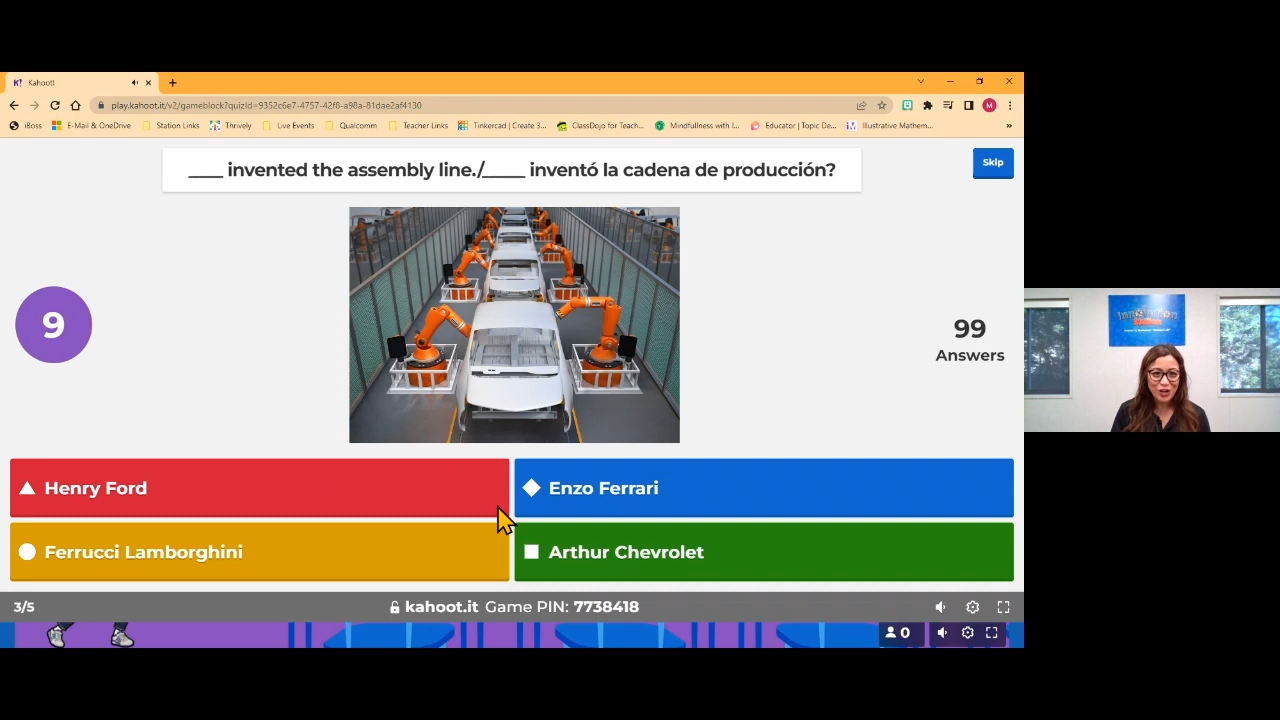 Kahoot!
play.kahoot.it/v2/gameblock?quizId=9352c6e7-4757-42f8-a98a-81dae2af4130
M
iBoss
E-Mail & OneDrive
Station Links
Thrively
Live Events
Qualcomm
Teacher Links
Tinkercad | Create 3...
ClassDojo for Teach...
Mindfullness with I...
Educator | Topic De...
Illustrative Mathem...
»
____ invented the assembly line./_____ inventó la cadena de producción?
Skip
9
99
Answers
Innovation
Station
Henry Ford
Enzo Ferrari
Ferrucci Lamborghini
Arthur Chevrolet
3/5
kahoot.it Game PIN: 7738418
0